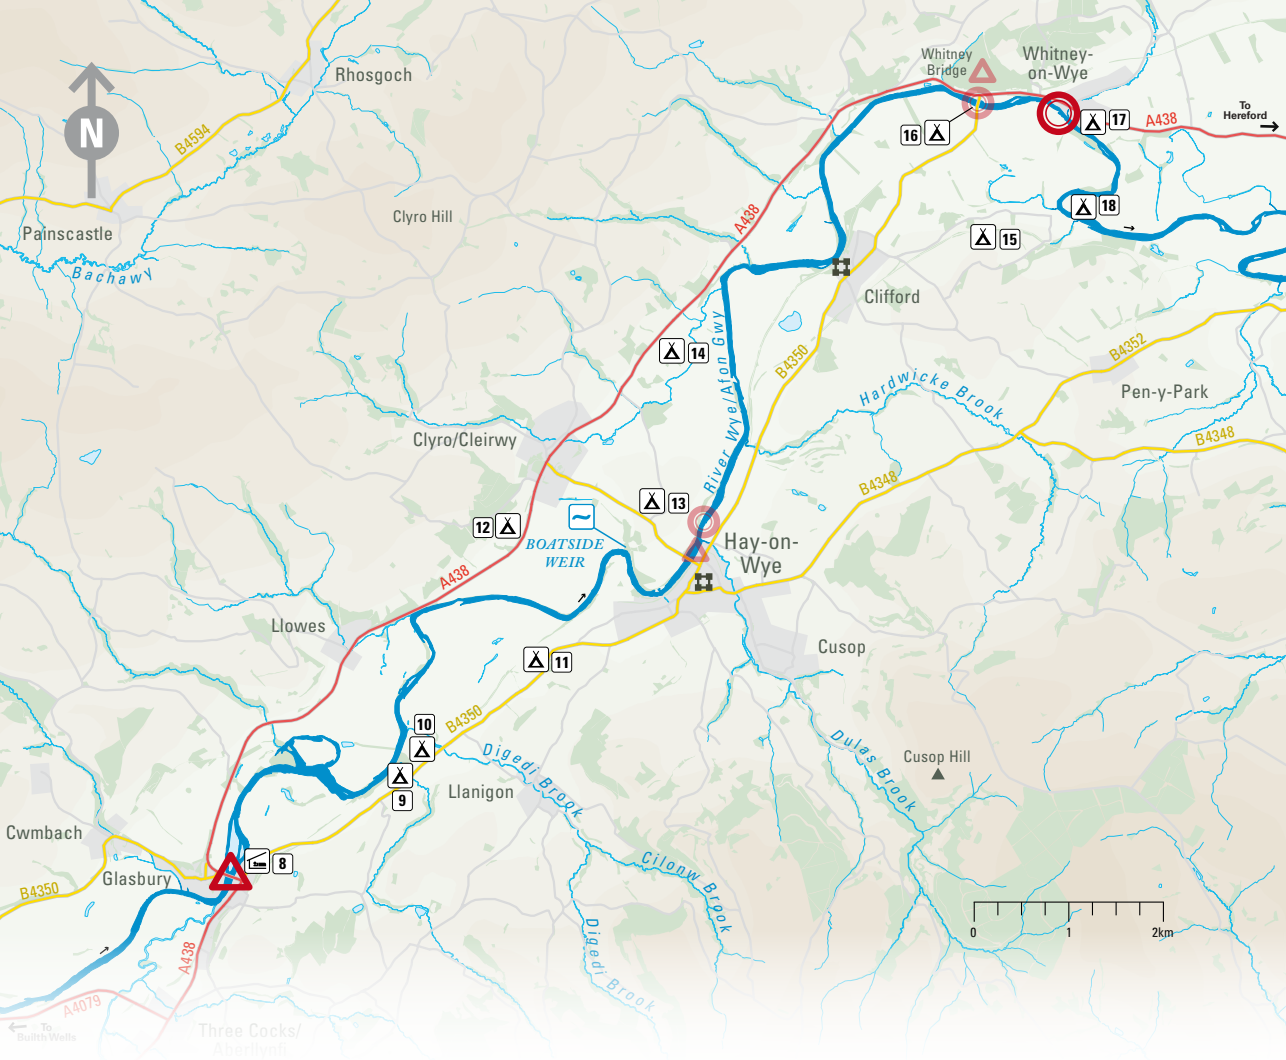 Whitney
Bridge
Whitney-
on-Wye
Rhosgoch
N
B4594
To
Hereford
17
A438
16
Painscastle
Bachawy
Clyro Hill
A438
18
15
Clifford
14
River Wye/Afon Gwy
B4350
Hardwicke Brook
B4352
Pen-y-Park
B4348
Clyro/Cleirwy
B4348
13
12
BOATSIDE
WEIR
Hay-on-
Wye
A438
Llowes
Cusop
11
10
B4350
Digedi Brook
Dulas Brook
Cusop Hill
Llanigon
9
Cwmbach
8
Glasbury
B4350
Cilonw Brook
0
1
2km
Digedi Brook
A438
A4079
To
Builth Wells
Three Cocks/
Aberllynfi